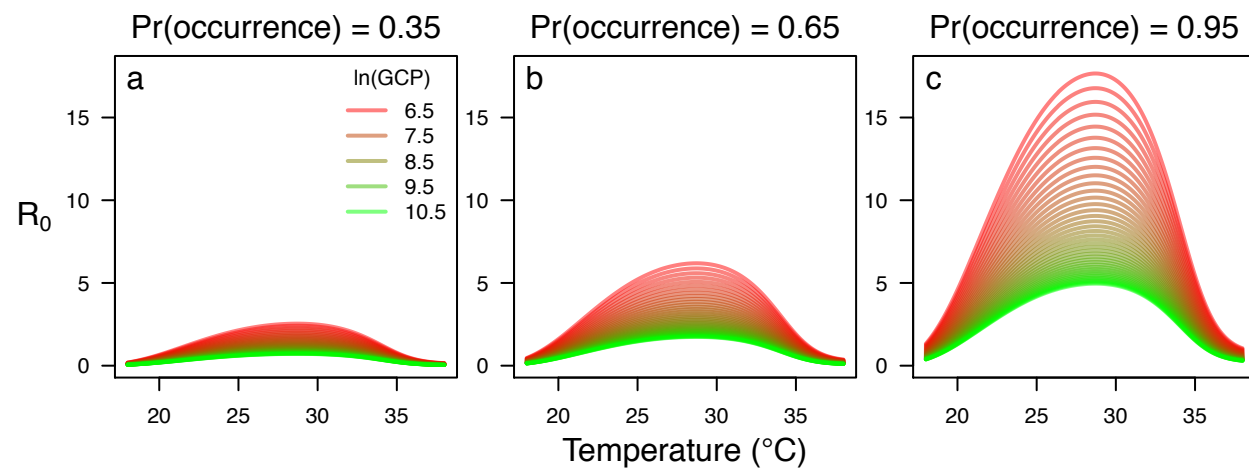 Pr(occurrence) = 0.35
Pr(occurrence) = 0.65
Pr(occurrence) = 0.95
a
ln(GCP)
6.5
7.5
8.5
9.5
10.5
b
c
R₀
15
10
5
0
15
10
5
0
15
10
5
0
20 25 30 35
20 25 30 35
20 25 30 35
Temperature (°C)